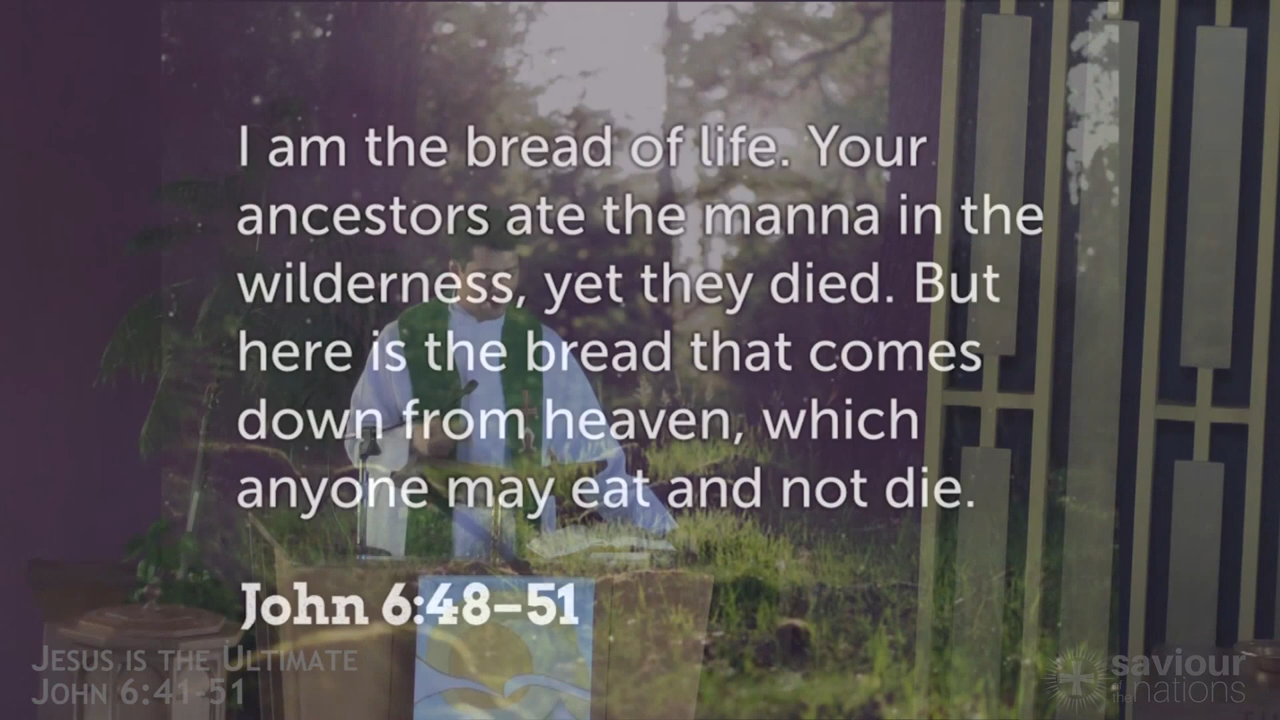 I am the bread of life. Your
ancestors ate the manna in the
wilderness, yet they died. But
here is the bread that comes
down from heaven, which
anyone may eat and not die.
John 6:48–51
JESUS IS THE ULTIMATE
JOHN 6:41-51
saviour
of the nations